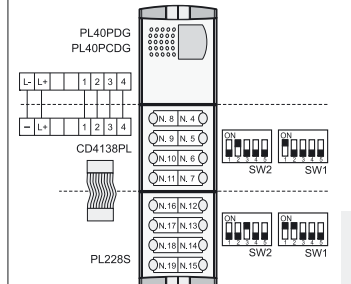 PL40PDG
PL40PCDG
L- L+ 1 2 3 4
– L+ 1 2 3 4
CD4138PL
N. 8 N. 4
N. 9 N. 5
N.10 N. 6
N.11 N. 7
ON
1 2 3 4 5
SW2
ON
1 2 3 4 5
SW1
N.16 N.12
N.17 N.13
N.18 N.14
N.19 N.15
PL228S
ON
1 2 3 4 5
SW2
ON
1 2 3 4 5
SW1